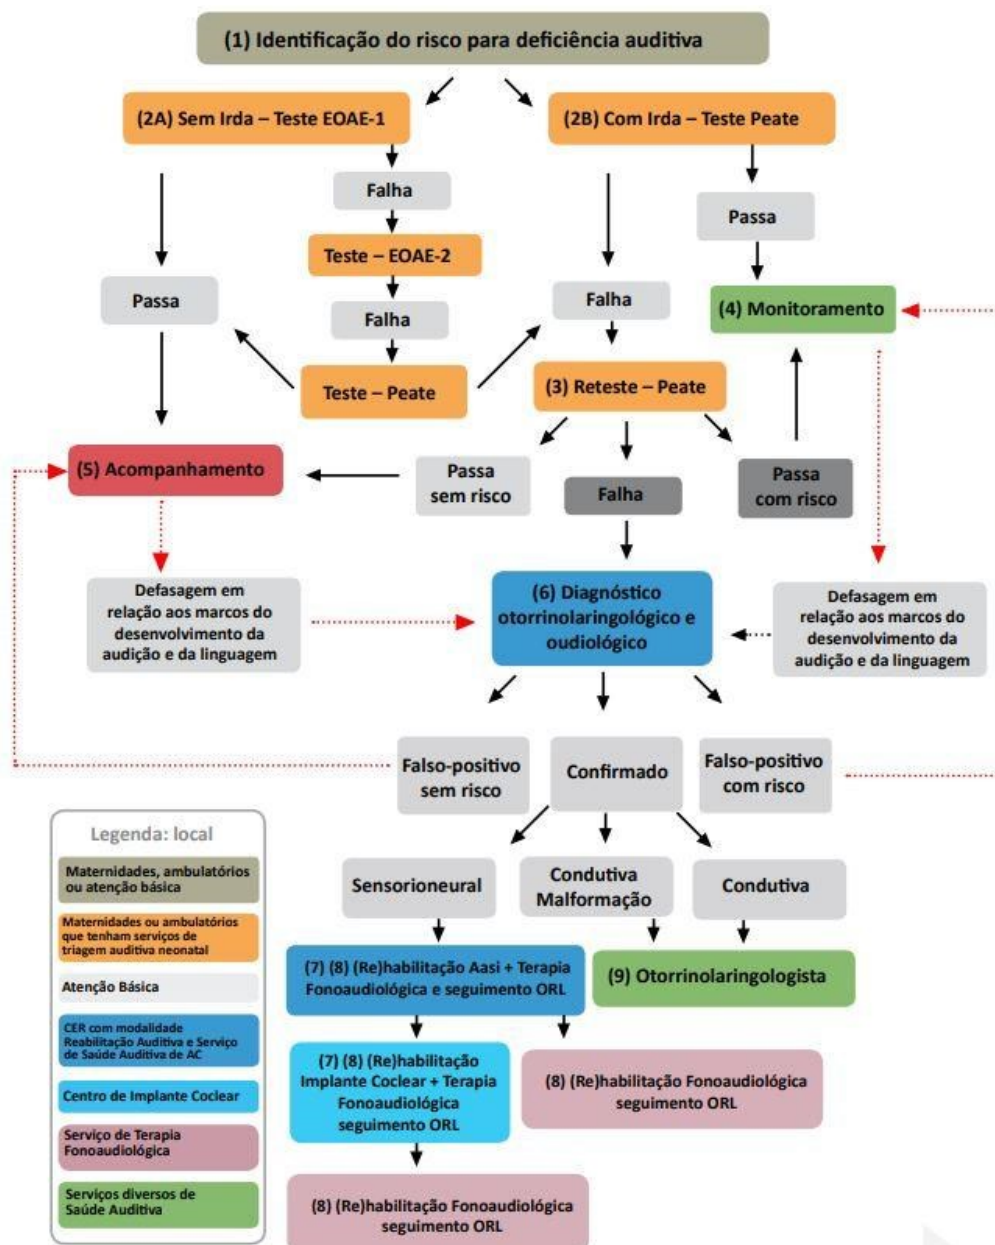 (1) Identificação do risco para deficiência auditiva
(2A) Sem Irda – Teste EOAE-1
(2B) Com Irda – Teste Peate
Falha
Passa
Teste – EOAE-2
Passa
Falha
Falha
(4) Monitoramento
Teste – Peate
(3) Reteste – Peate
(5) Acompanhamento
Passa
sem risco
Falha
Passa
com risco
Defasagem em
relação aos marcos do
desenvolvimento da
audição e da linguagem
(6) Diagnóstico
otorrinolaringológico e
oudiológico
Defasagem em
relação aos marcos do
desenvolvimento da
audição e da linguagem
Falso-positivo
sem risco
Confirmado
Falso-positivo
com risco
Sensorioneural
Condutiva
Malformação
Condutiva
(7) (8) (Re)habilitação Aasi + Terapia
Fonoaudiológica e seguimento ORL
(9) Otorrinolaringologista
(7) (8) (Re)habilitação
Implante Coclear + Terapia
Fonoaudiológica
seguimento ORL
(8) (Re)habilitação Fonoaudiológica
seguimento ORL
(8) (Re)habilitação Fonoaudiológica
seguimento ORL
Legenda: local
Maternidades, ambulatórios
ou atenção básica
Maternidades ou ambulatórios
que tenham serviços de
triagem auditiva neonatal
Atenção Básica
CER com modalidade
Reabilitação Auditiva e Serviço
de Saúde Auditiva de AC
Centro de Implante Coclear
Serviço de Terapia
Fonoaudiológica
Serviços diversos de
Saúde Auditiva